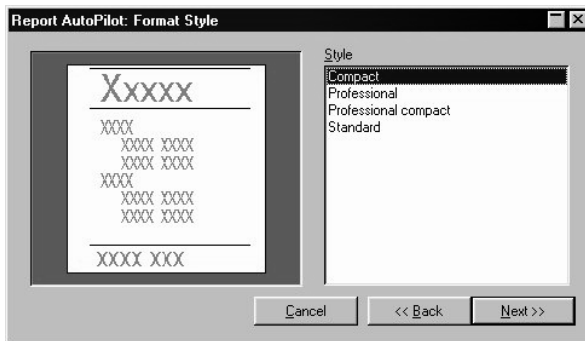 Report AutoPilot: Format Style
Xxxxx
XXXX
XXXX XXXX
XXXX XXXX
XXXX
XXXX XXXX
XXXX XXXX
XXXX XXX
Style
Compact
Professional
Professional compact
Standard
Cancel
<< Back
Next >>